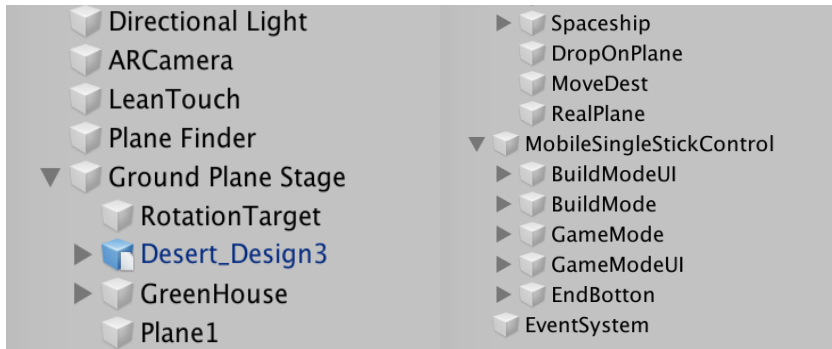 Directional Light
ARCamera
LeanTouch
Plane Finder
Ground Plane Stage
RotationTarget
Desert_Design3
GreenHouse
Plane1
Spaceship
DropOnPlane
MoveDest
RealPlane
MobileSingleStickControl
BuildModeUI
BuildMode
GameMode
GameModeUI
EndBotton
EventSystem